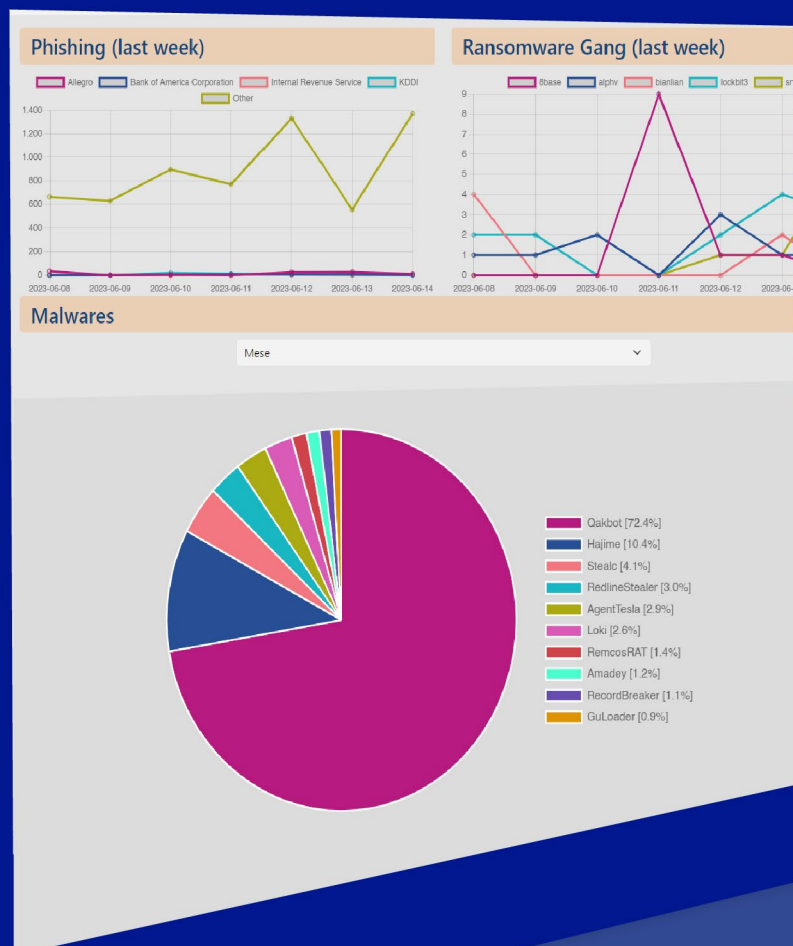 Phishing (last week)
Allegro Bank of America Corporation Internal Revenue Service KDDI
Other
1.400
1.200
1.000
800
600
400
200
0
2023-06-08 2023-06-09 2023-06-10 2023-06-11 2023-06-12 2023-06-13 2023-06-14
Ransomware Gang (last week)
8base alphv bianlian lockbit3
9
8
7
6
5
4
3
2
1
0
2023-06-08 2023-06-09 2023-06-10 2023-06-11 2023-06-12
Malwares
Mese
Qakbot [72.4%]
Hajime [10.4%]
Stealc [4.1%]
RedlineStealer [3.0%]
AgentTesla [2.9%]
Loki [2.6%]
RemcosRAT [1.4%]
Amadey [1.2%]
RecordBreaker [1.1%]
GuLoader [0.9%]